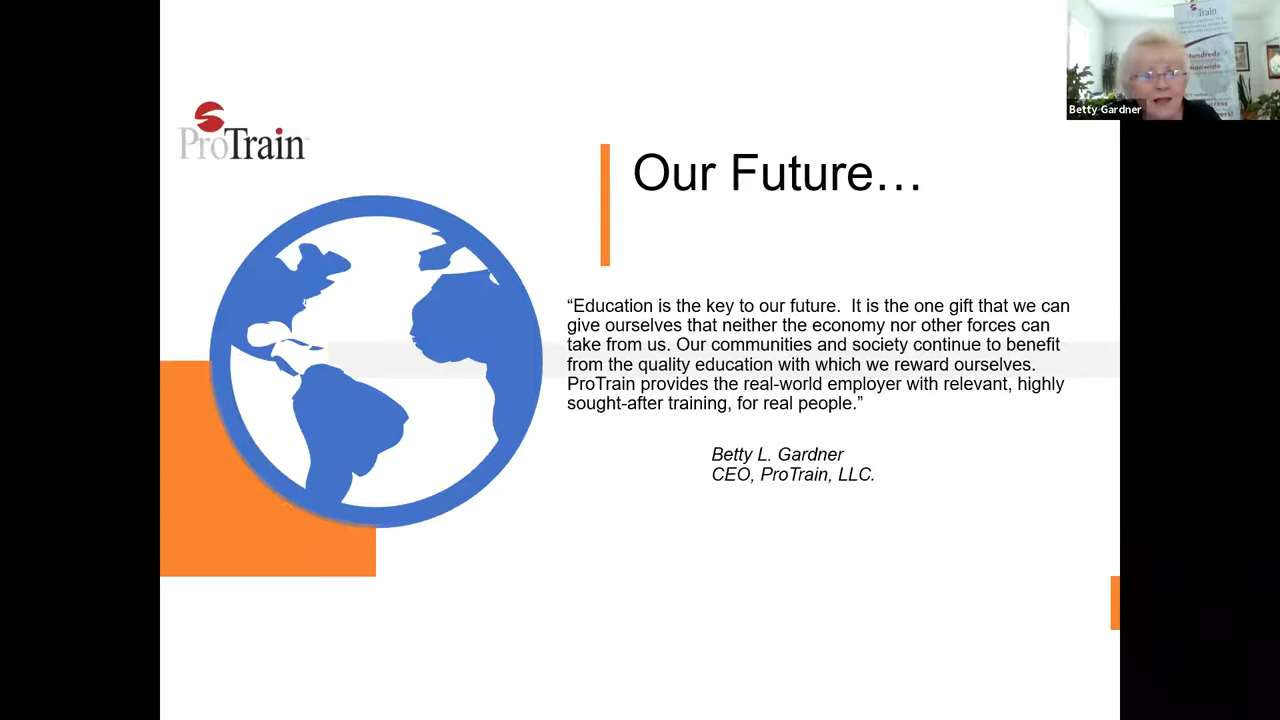 ProTrain
Our Future…
“Education is the key to our future.  It is the one gift that we can
give ourselves that neither the economy nor other forces can
take from us. Our communities and society continue to benefit
from the quality education with which we reward ourselves.
ProTrain provides the real-world employer with relevant, highly
sought-after training, for real people.”
Betty L. Gardner
CEO, ProTrain, LLC.
Train
Hundreds
Nationwide
Betty Gardner